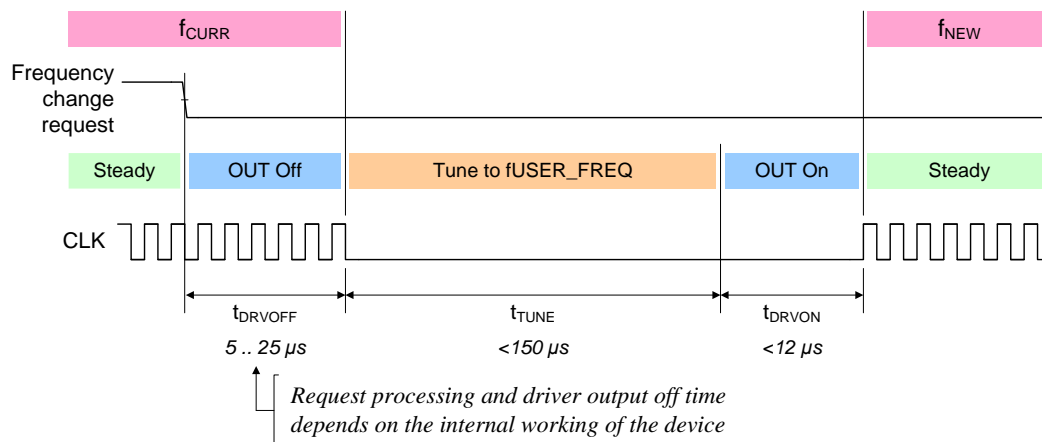 fCURR
fNEW
Frequency
change
request
Steady
OUT Off
Tune to fUSER_FREQ
OUT On
Steady
CLK
tDRVOFF
tTUNE
tDRVON
5 .. 25 µs
<150 µs
<12 µs
Request processing and driver output off time
depends on the internal working of the device